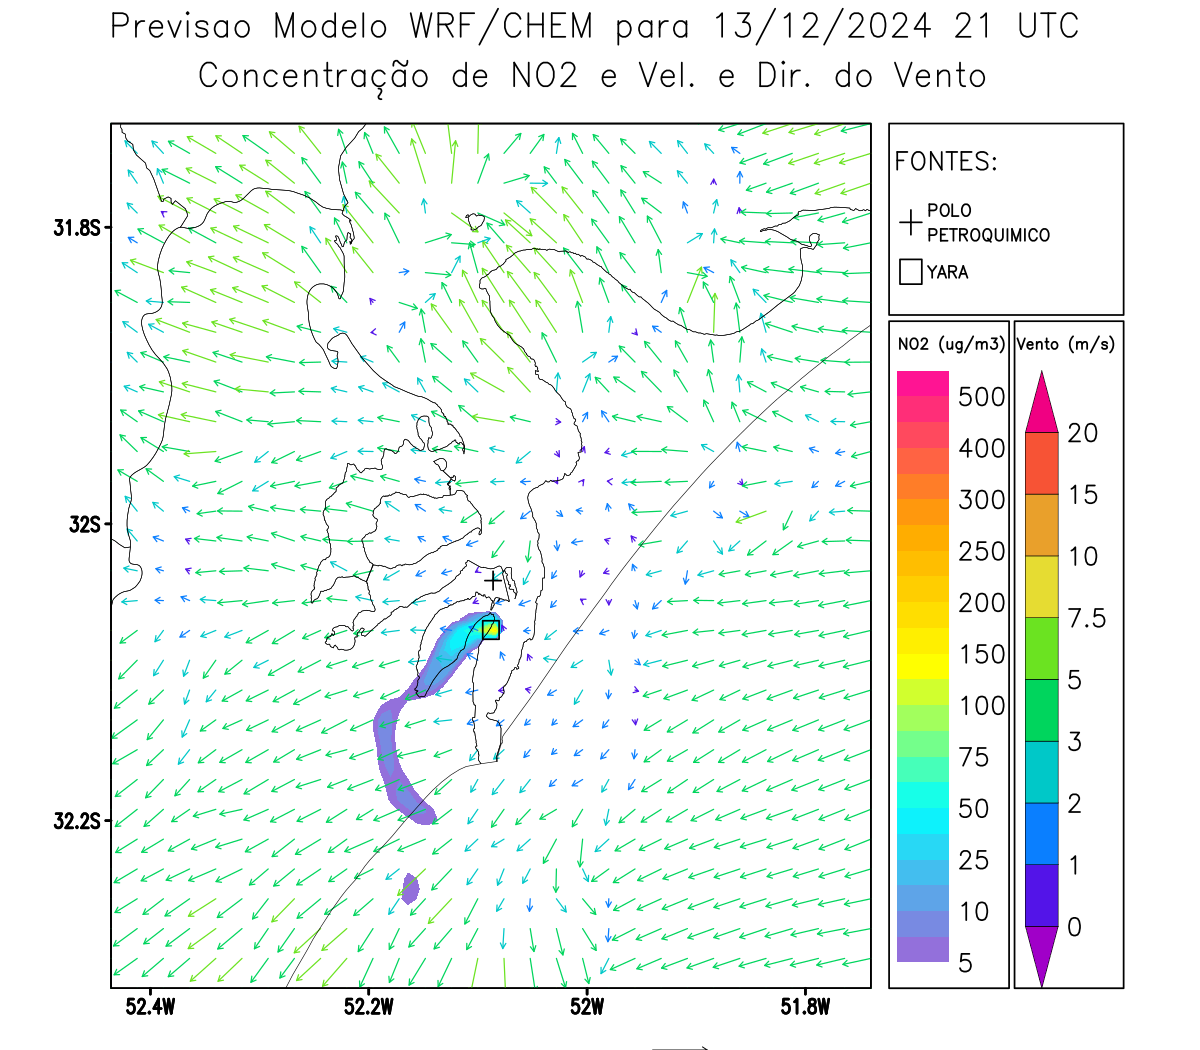 Previsao Modelo WRF/CHEM para 13/12/2024 21 UTC
Concentração de NO2 e Vel. e Dir. do Vento
FONTES:
POLO
PETROQUIMICO
YARA
31.8S
32S
32.2S
52.4W
52.2W
52W
51.8W
NO2 (ug/m3)
500
400
300
250
200
150
100
75
50
25
10
5
Vento (m/s)
20
15
10
7.5
5
3
2
1
0